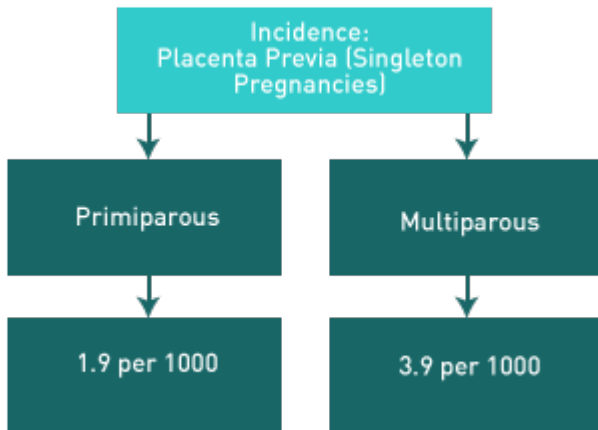 Incidence:
Placenta Previa (Singleton
Pregnancies)
Primiparous
Multiparous
1.9 per 1000
3.9 per 1000